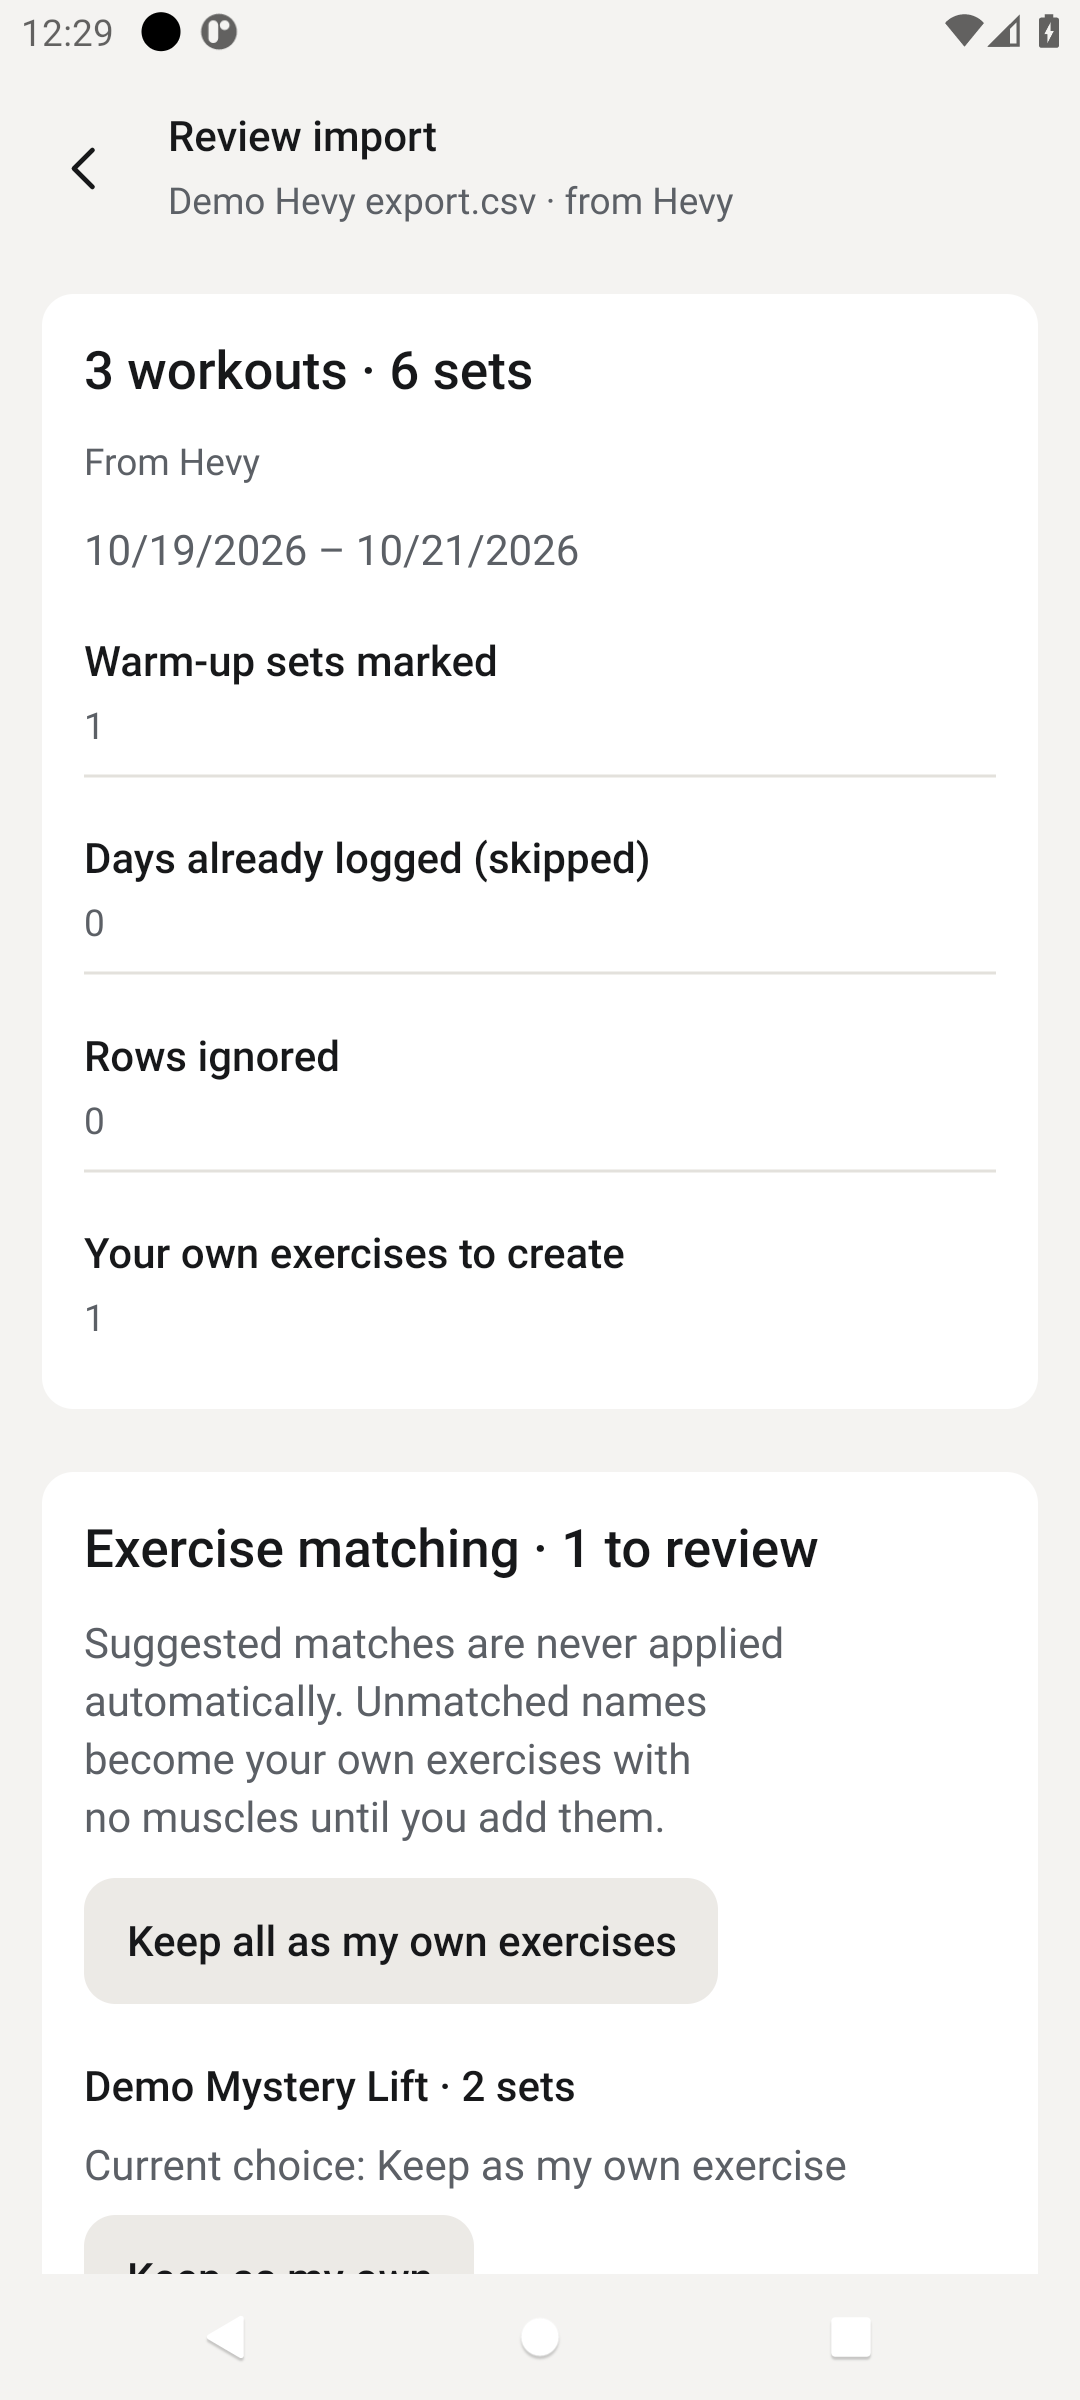 12:29
Review import
Demo Hevy export.csv · from Hevy
3 workouts · 6 sets
From Hevy
10/19/2026 – 10/21/2026
Warm-up sets marked
1
Days already logged (skipped)
0
Rows ignored
0
Your own exercises to create
1
Exercise matching · 1 to review
Suggested matches are never applied
automatically. Unmatched names
become your own exercises with
no muscles until you add them.
Keep all as my own exercises
Demo Mystery Lift · 2 sets
Current choice: Keep as my own exercise
Keep as my own